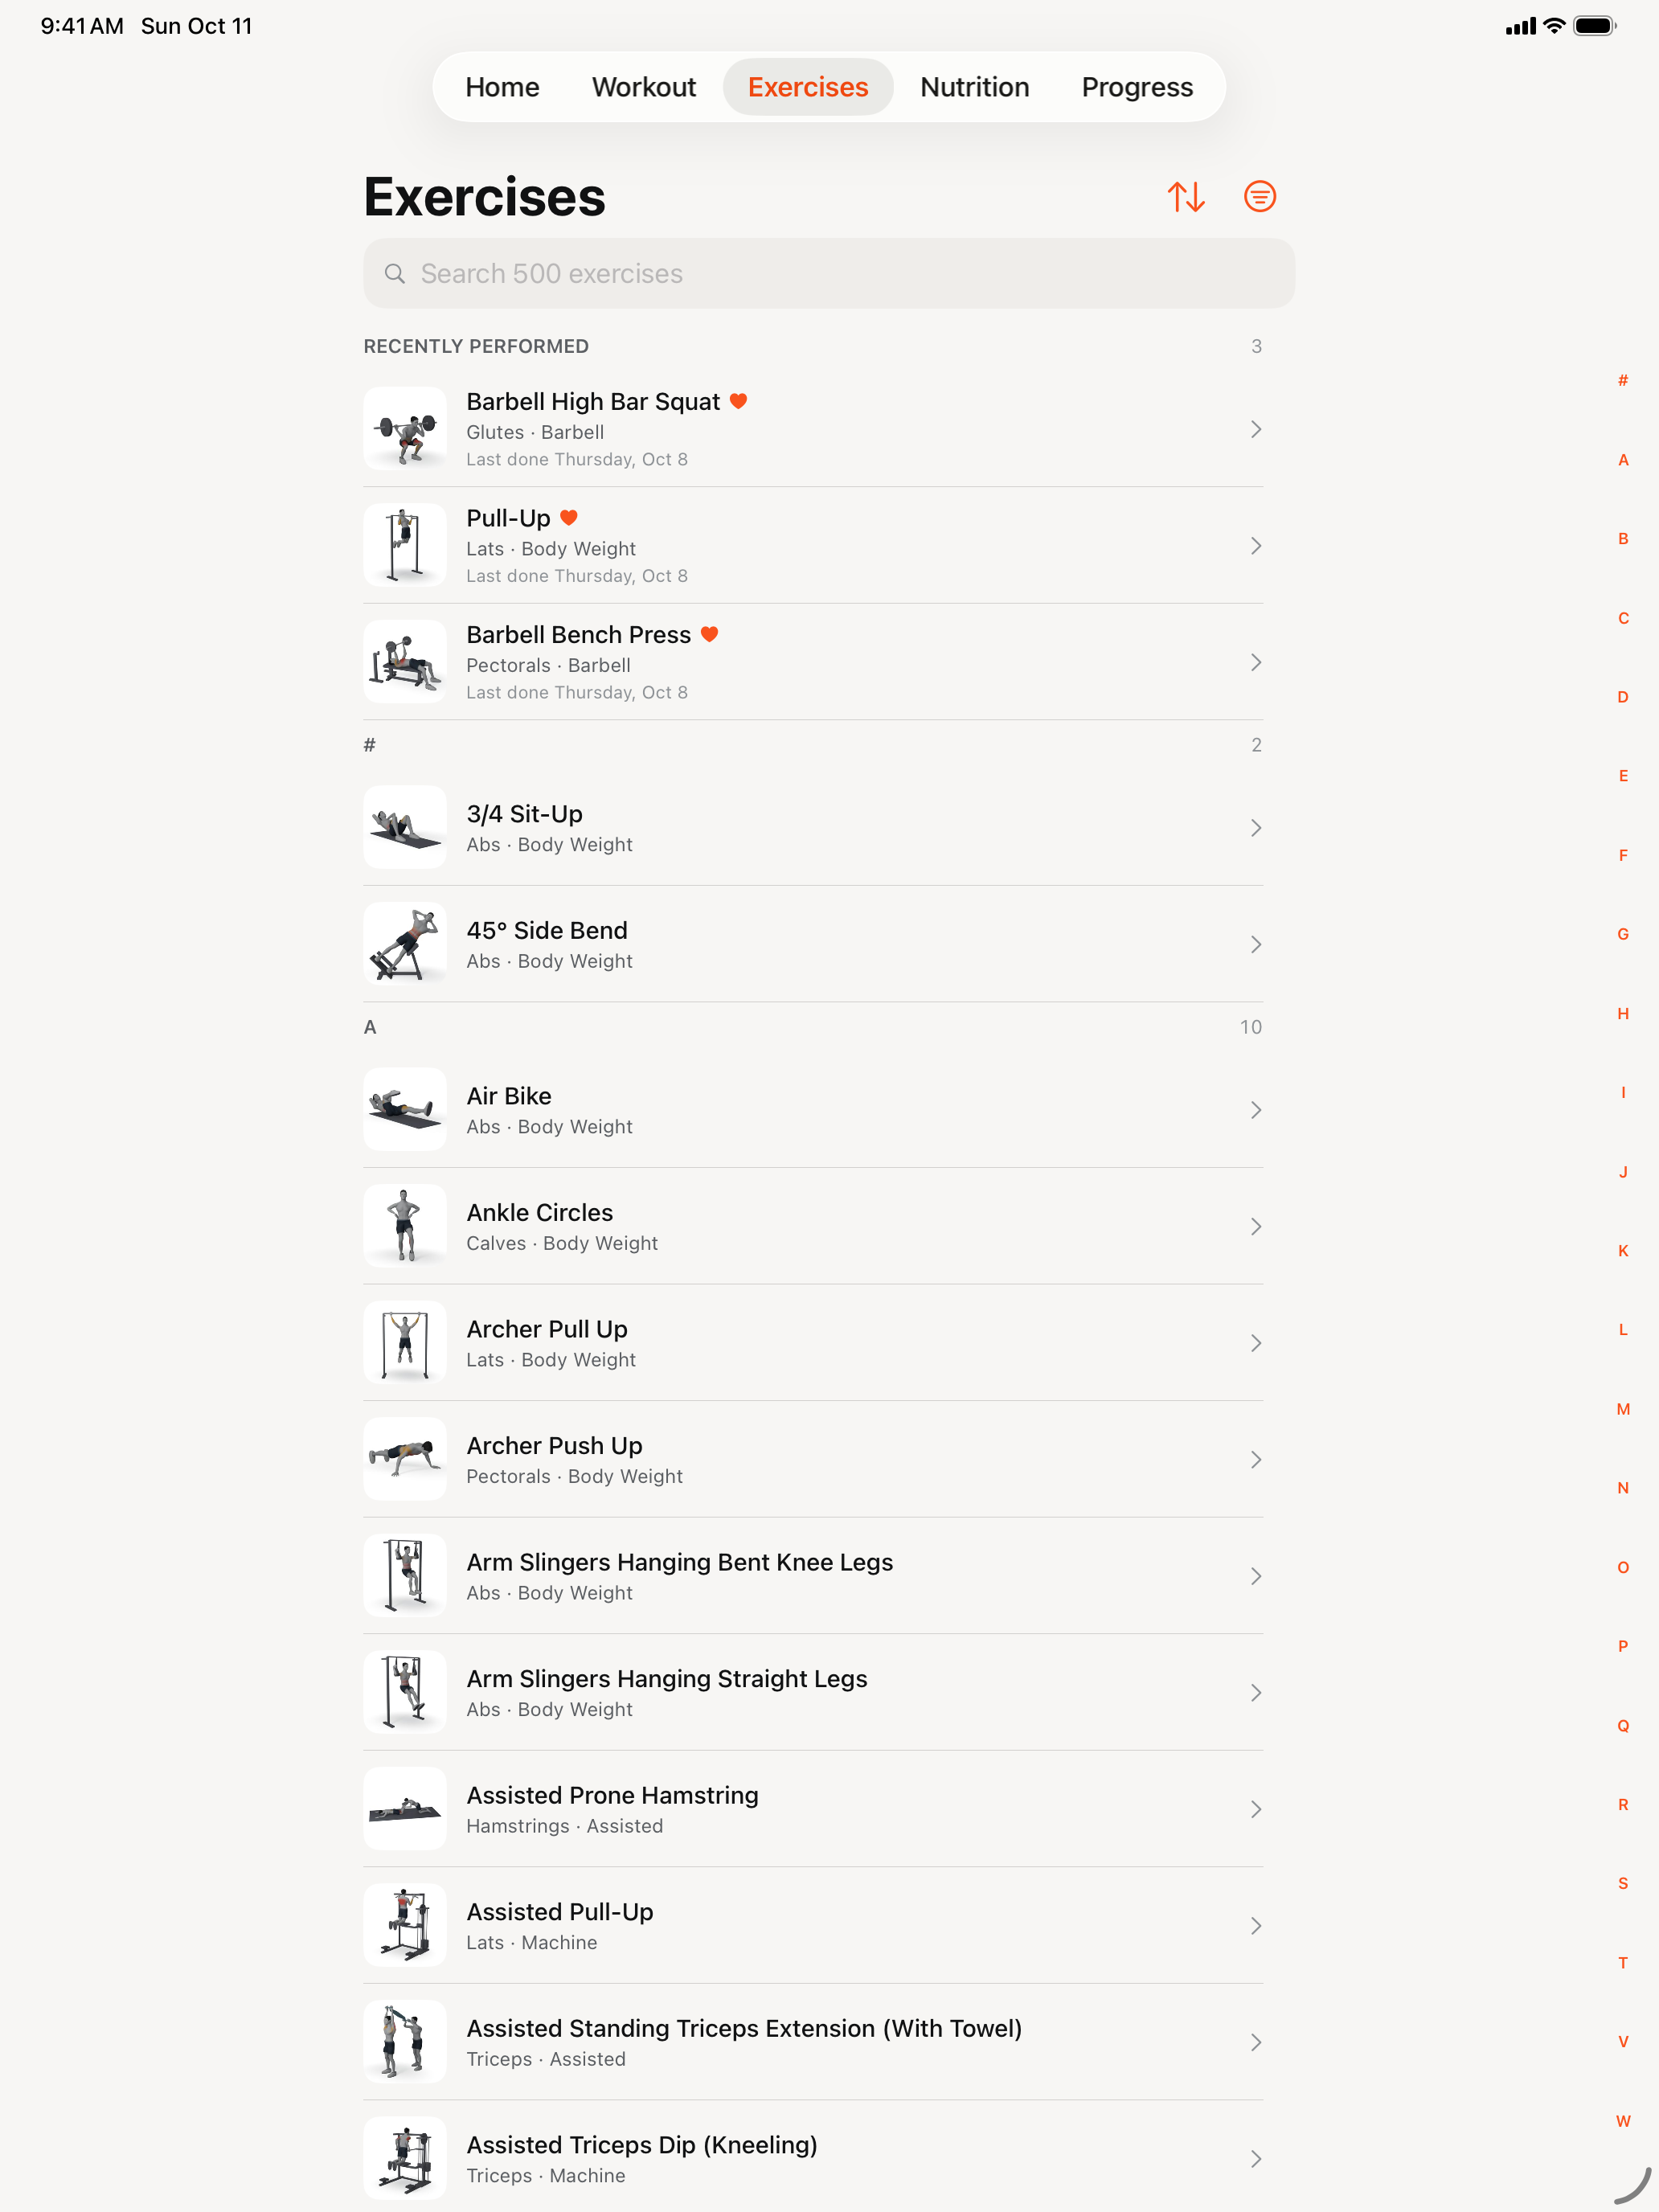 9:41 AM Sun Oct 11
Home Workout Exercises Nutrition Progress
Exercises
Search 500 exercises
RECENTLY PERFORMED 3
Barbell High Bar Squat
Glutes · Barbell
Last done Thursday, Oct 8
Pull-Up
Lats · Body Weight
Last done Thursday, Oct 8
Barbell Bench Press
Pectorals · Barbell
Last done Thursday, Oct 8
# 2
3/4 Sit-Up
Abs · Body Weight
45° Side Bend
Abs · Body Weight
A 10
Air Bike
Abs · Body Weight
Ankle Circles
Calves · Body Weight
Archer Pull Up
Lats · Body Weight
Archer Push Up
Pectorals · Body Weight
Arm Slingers Hanging Bent Knee Legs
Abs · Body Weight
Arm Slingers Hanging Straight Legs
Abs · Body Weight
Assisted Prone Hamstring
Hamstrings · Assisted
Assisted Pull-Up
Lats · Machine
Assisted Standing Triceps Extension (With Towel)
Triceps · Assisted
Assisted Triceps Dip (Kneeling)
Triceps · Machine
#
A
B
C
D
E
F
G
H
I
J
K
L
M
N
O
P
Q
R
S
T
V
W